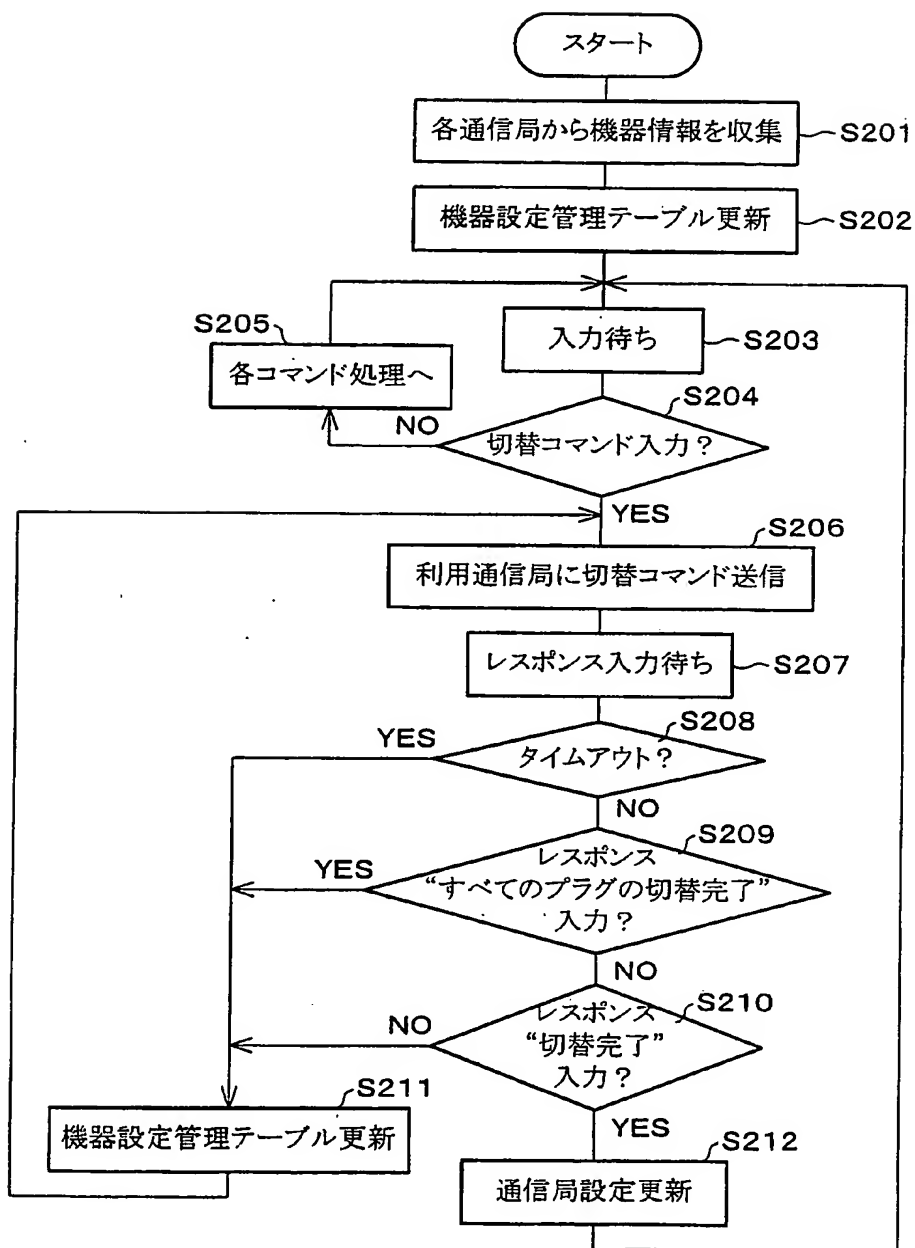 スタート
各通信局から機器情報を収集
S201
機器設定管理テーブル更新
S202
入力待ち
S203
S205
各コマンド処理へ
S204
切替コマンド入力？
NO
YES
S206
利用通信局に切替コマンド送信
レスポンス入力待ち
S207
S208
タイムアウト？
YES
NO
S209
レスポンス
“すべてのプラグの切替完了”
入力？
YES
NO
S210
レスポンス
“切替完了”
入力？
NO
YES
S211
機器設定管理テーブル更新
S212
通信局設定更新